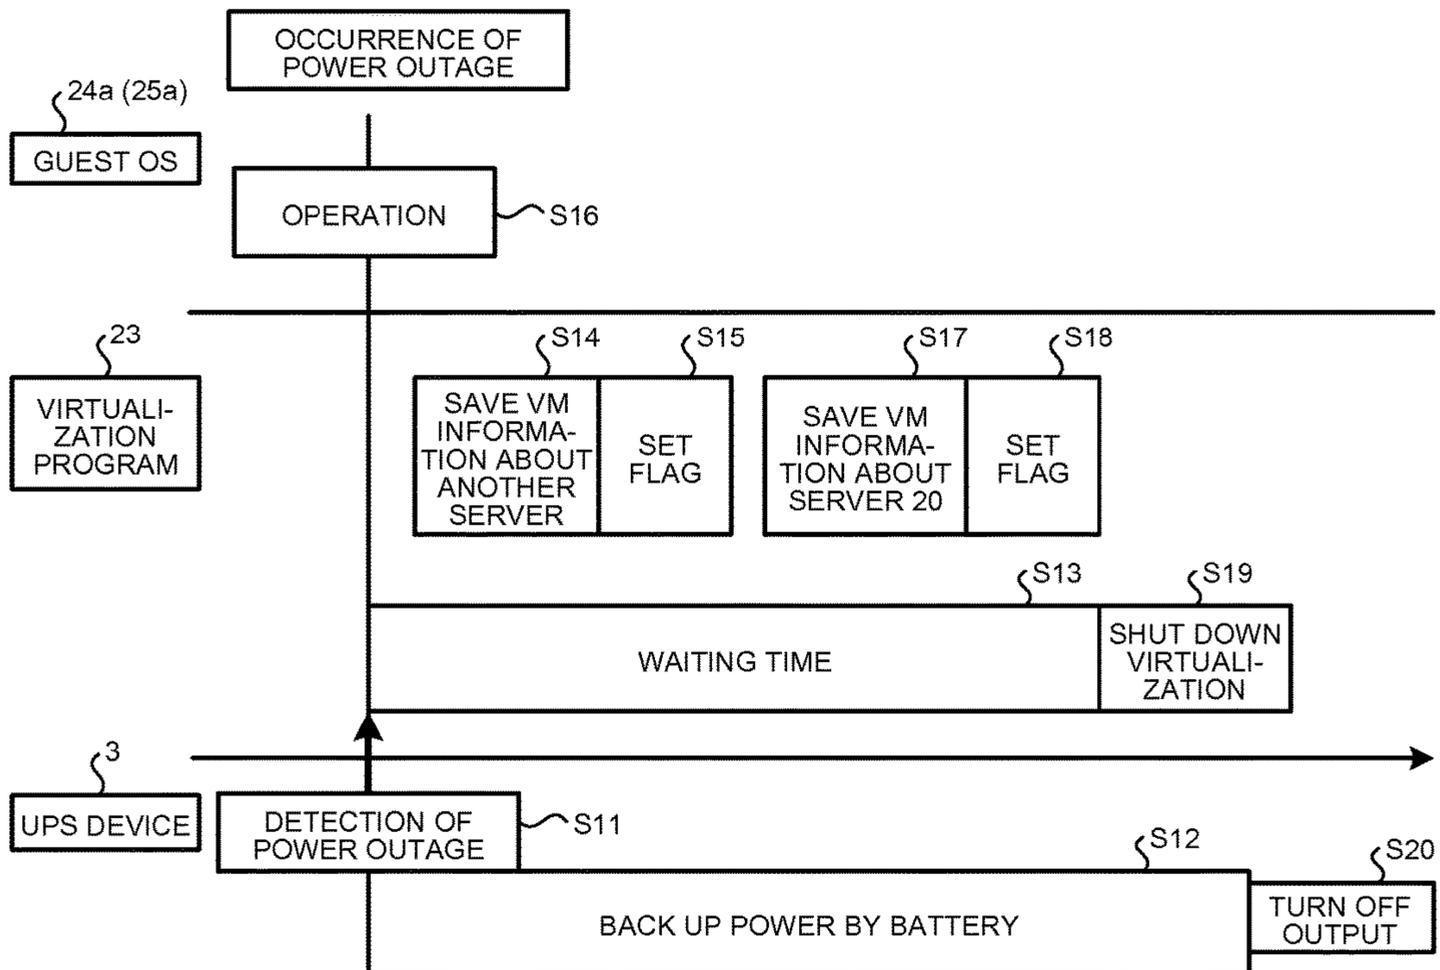 OCCURRENCE OF
POWER OUTAGE
24a (25a)
GUEST OS
OPERATION
S16
23
VIRTUALI-
ZATION
PROGRAM
S14
SAVE VM
INFORMA-
TION ABOUT
ANOTHER
SERVER
S15
SET
FLAG
S17
SAVE VM
INFORMA-
TION ABOUT
SERVER 20
S18
SET
FLAG
S13
WAITING TIME
S19
SHUT DOWN
VIRTUALI-
ZATION
3
UPS DEVICE
DETECTION OF
POWER OUTAGE
S11
S12
BACK UP POWER BY BATTERY
S20
TURN OFF
OUTPUT